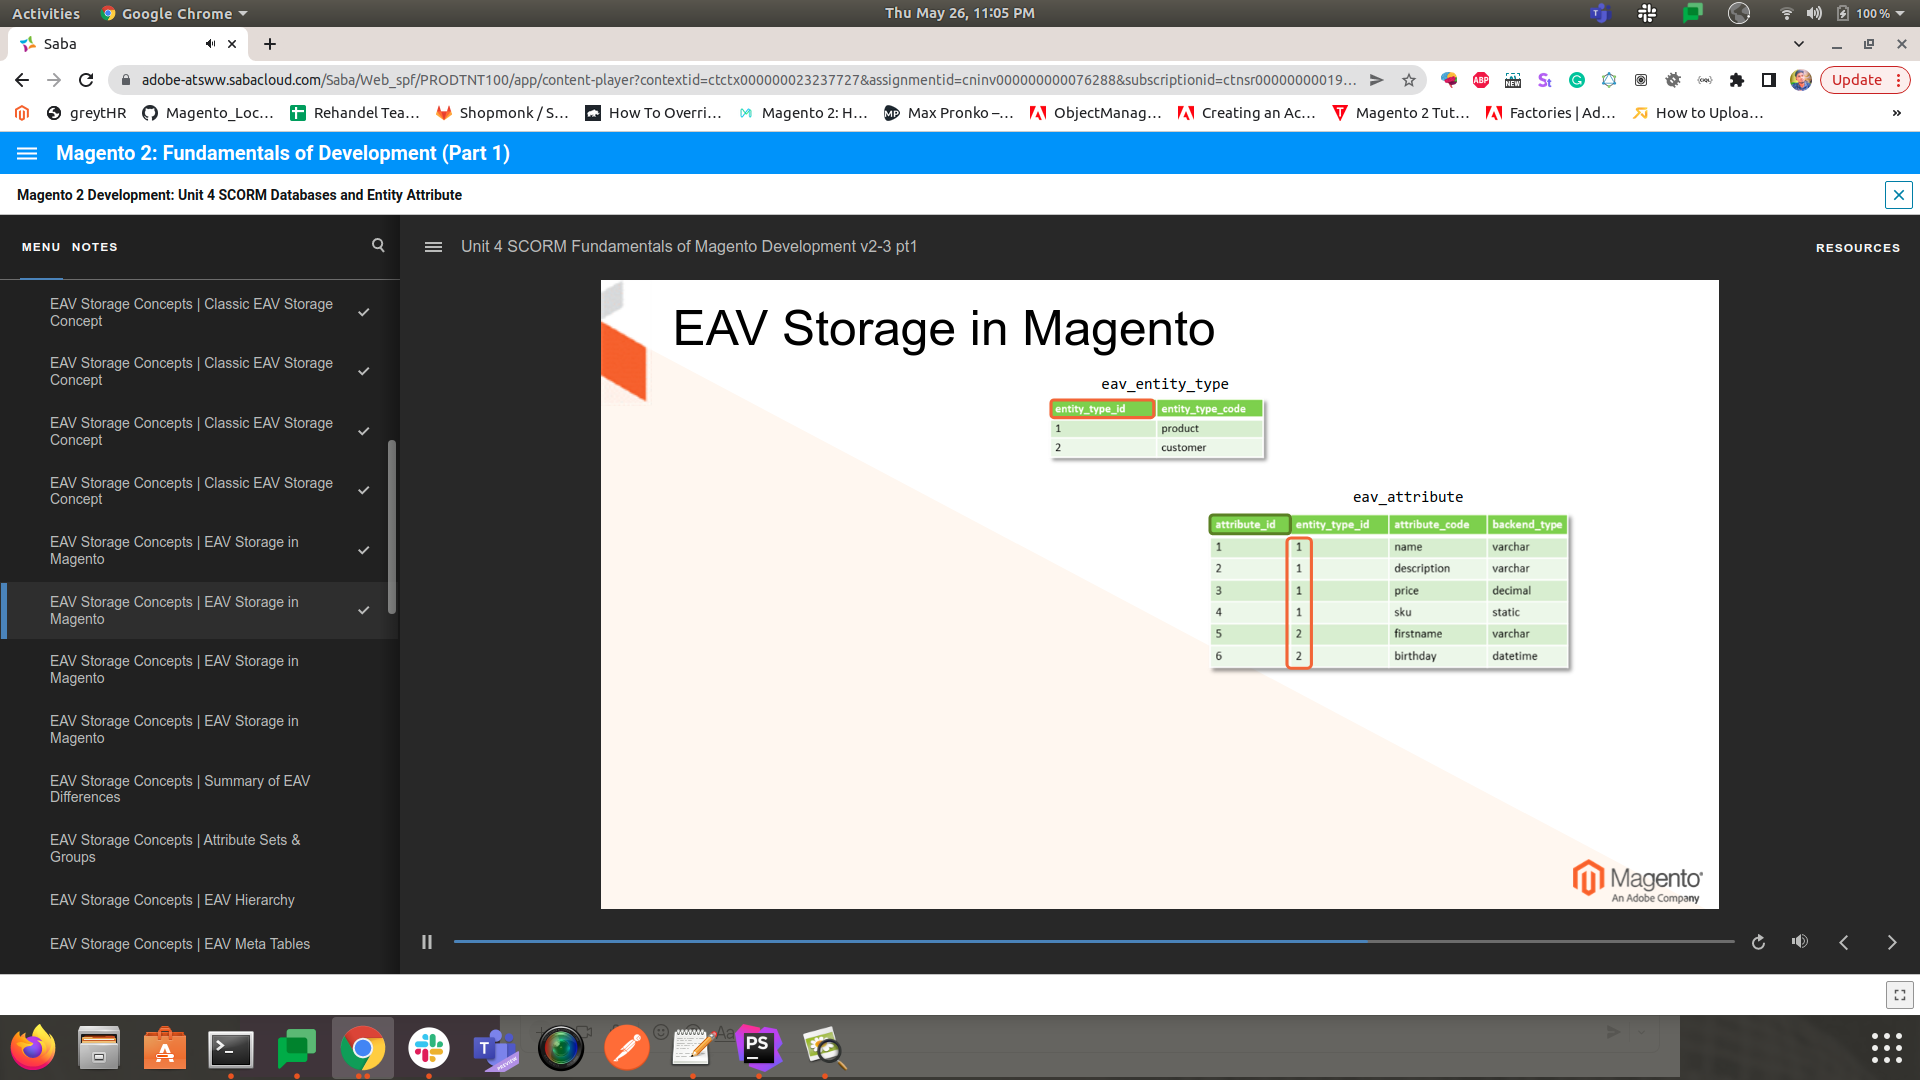 Activities
Google Chrome
Thu May 26, 11:05 PM
100 %
Saba
adobe-atsww.sabacloud.com/Saba/Web_spf/PRODTNT100/app/content-player?contextid=ctctx000000023237727&assignmentid=cninv000000000076288&subscriptionid=ctnsr00000000019...
Update
greytHR
Magento_Loc...
Rehandel Tea...
Shopmonk / S...
How To Overri...
Magento 2: H...
Max Pronko –...
ObjectManag...
Creating an Ac...
Magento 2 Tut...
Factories | Ad...
How to Uploa...
»
Magento 2: Fundamentals of Development (Part 1)
Magento 2 Development: Unit 4 SCORM Databases and Entity Attribute
MENU NOTES
Unit 4 SCORM Fundamentals of Magento Development v2-3 pt1
RESOURCES
EAV Storage Concepts | Classic EAV Storage
Concept
EAV Storage Concepts | Classic EAV Storage
Concept
EAV Storage Concepts | Classic EAV Storage
Concept
EAV Storage Concepts | Classic EAV Storage
Concept
EAV Storage Concepts | EAV Storage in
Magento
EAV Storage Concepts | EAV Storage in
Magento
EAV Storage Concepts | EAV Storage in
Magento
EAV Storage Concepts | EAV Storage in
Magento
EAV Storage Concepts | Summary of EAV
Differences
EAV Storage Concepts | Attribute Sets &
Groups
EAV Storage Concepts | EAV Hierarchy
EAV Storage Concepts | EAV Meta Tables
EAV Storage in Magento
eav_entity_type
entity_type_id entity_type_code
1 product
2 customer
eav_attribute
attribute_id entity_type_id attribute_code backend_type
1 1 name varchar
2 1 description varchar
3 1 price decimal
4 1 sku static
5 2 firstname varchar
6 2 birthday datetime
Magento
An Adobe Company